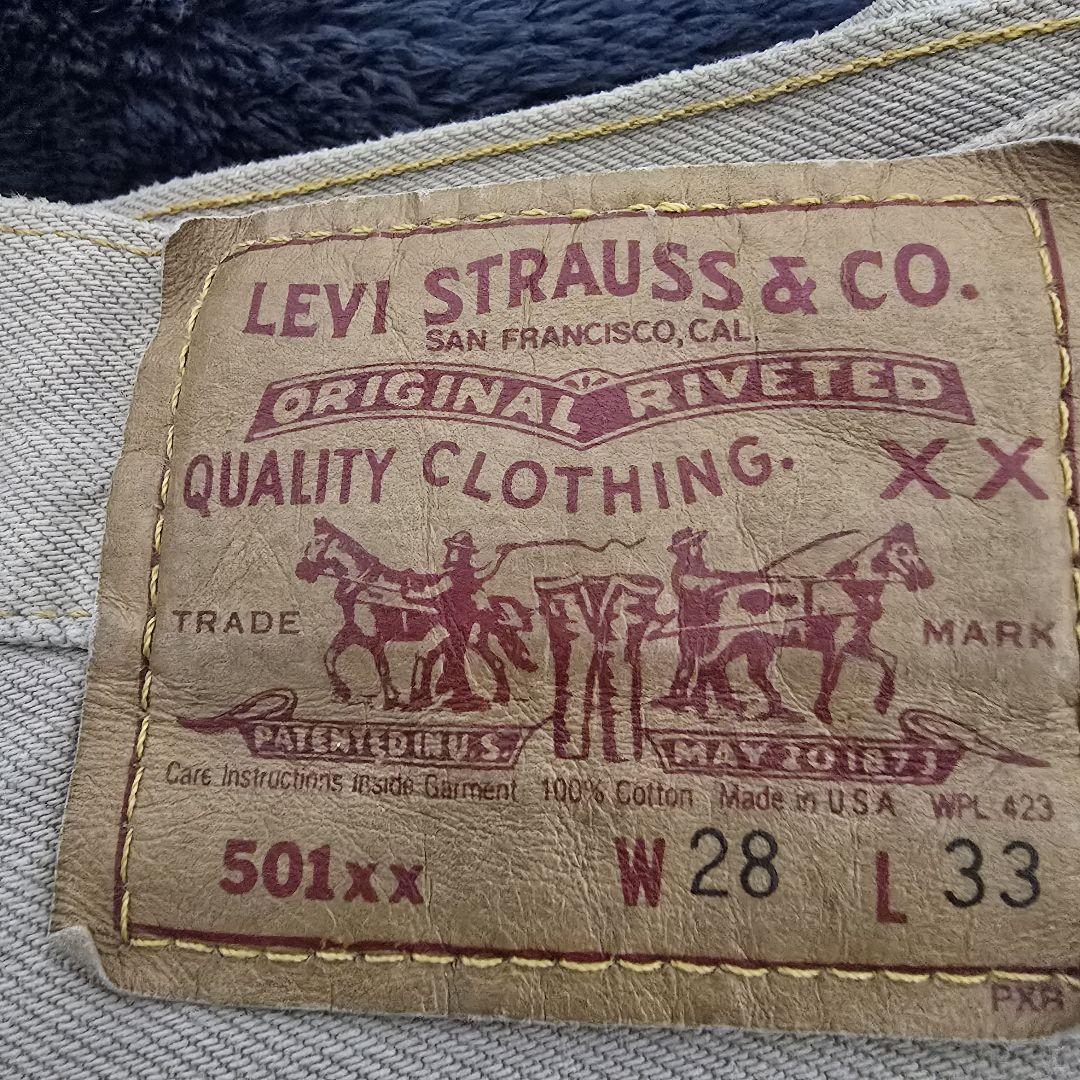 LEVI STRAUSS & CO.
SAN FRANCISCO, CAL.
ORIGINAL RIVETED
QUALITY CLOTHING. XX
TRADE MARK
PATENTED IN U.S. MAY 20 1873
Care Instructions Inside Garment 100% Cotton Made in U S A WPL 423
501xx W 28 L 33
PXR